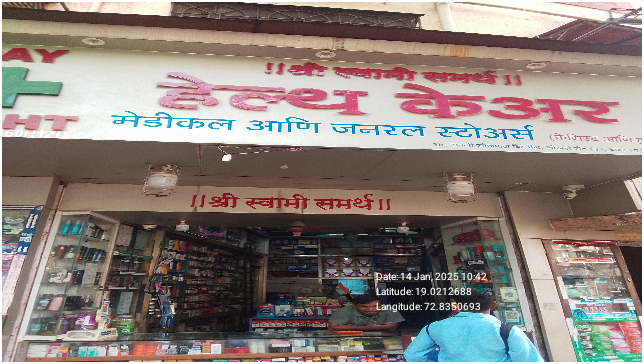 !! श्री स्वामी समर्थ !!
हेल्थ केअर
मेडीकल आणि जनरल स्टोअर्स
!! श्री स्वामी समर्थ !!
AY
HT
Date:14 Jan, 2025 10:42
Latitude:19.0212688
Langitude:72.8350693